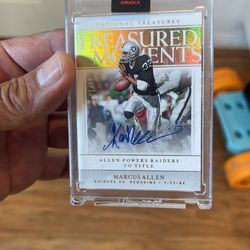 MMXX
NATIONAL TREASURES
TREASURED
MOMENTS
ALLEN POWERS RAIDERS
TO TITLE
MARCUS ALLEN
RAIDERS VS. REDSKINS • 1/22/84